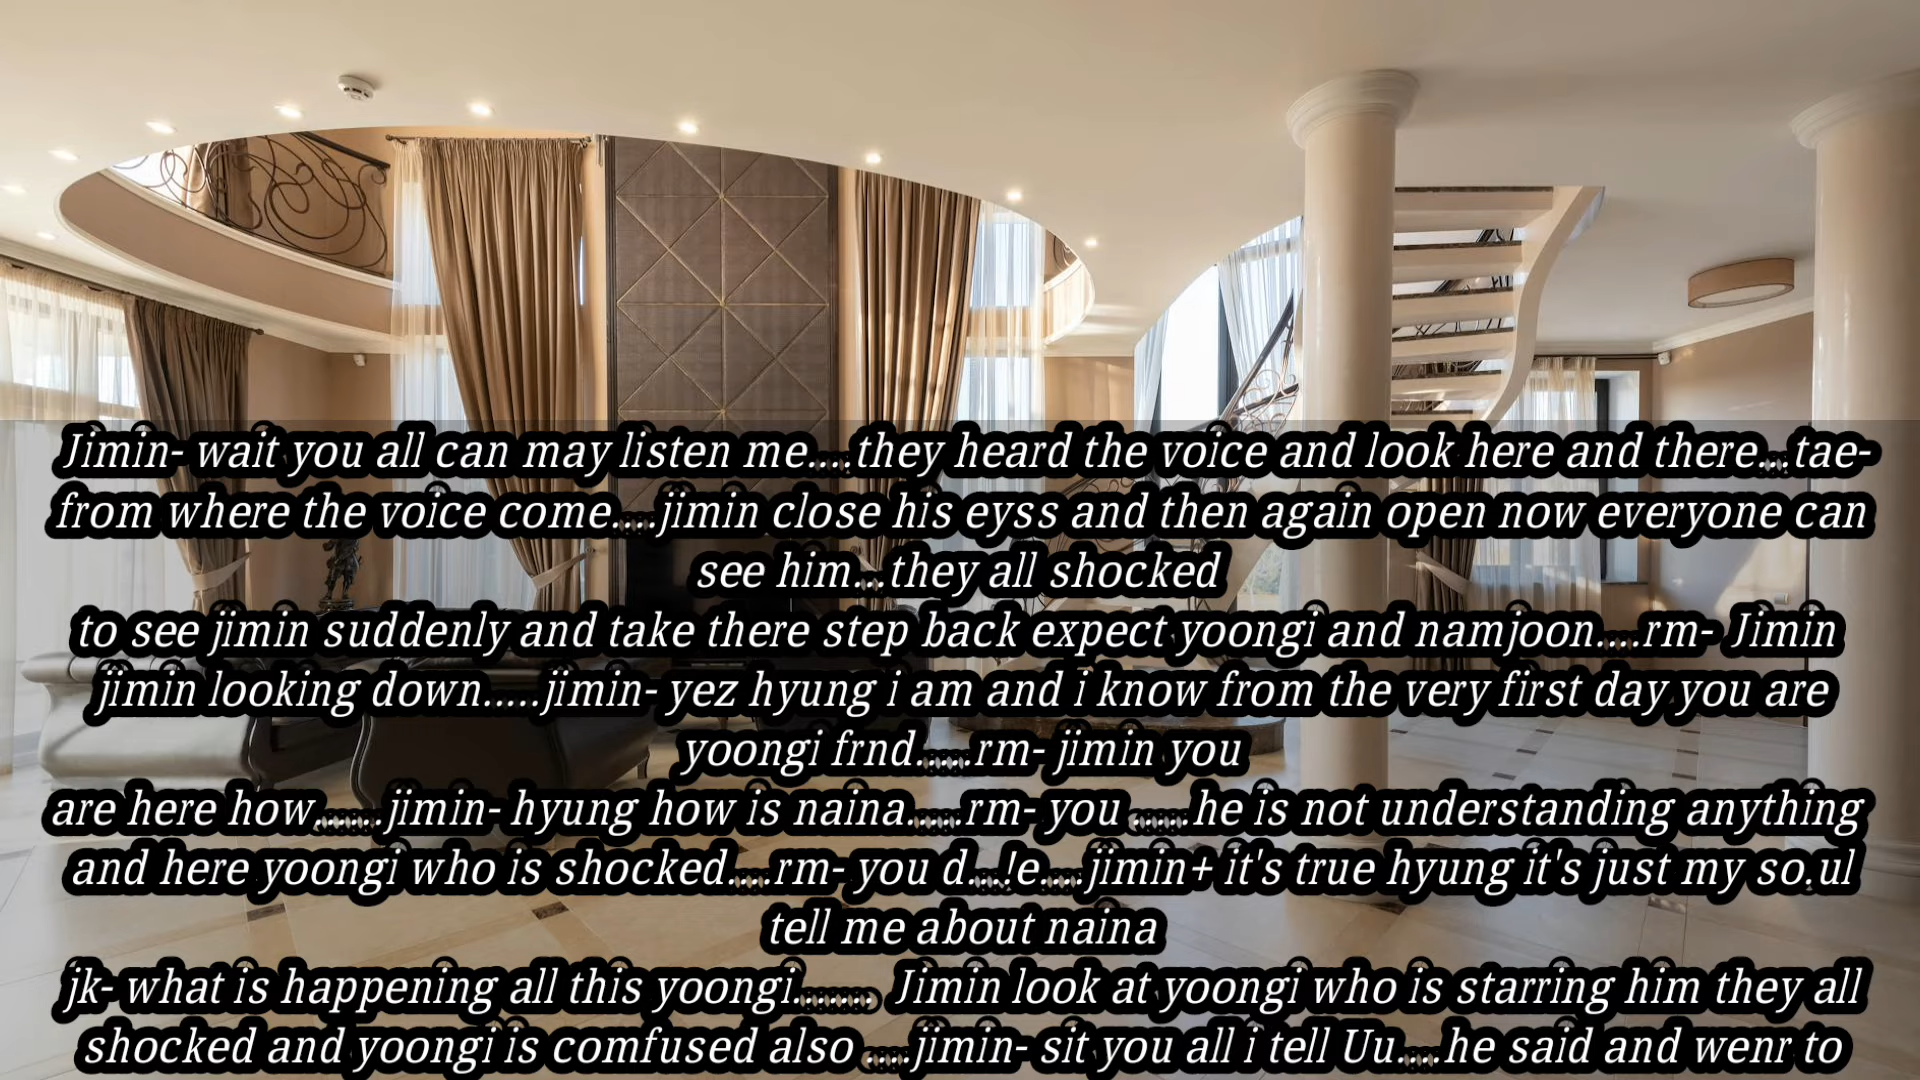 Jimin- wait you all can may listen me....they heard the voice and look here and there...tae-
from where the voice come....jimin close his eyss and then again open now everyone can
see him...they all shocked
to see jimin suddenly and take there step back expect yoongi and namjoon....rm- Jimin
jimin looking down.....jimin- yez hyung i am and i know from the very first day you are
yoongi frnd.....rm- jimin you
are here how......jimin- hyung how is naina.....rm- you .....he is not understanding anything
and here yoongi who is shocked....rm- you d...!e....jimin+ it's true hyung it's just my so.ul
tell me about naina
jk- what is happening all this yoongi........ Jimin look at yoongi who is starring him they all
shocked and yoongi is comfused also ....jimin- sit you all i tell Uu....he said and wenr to